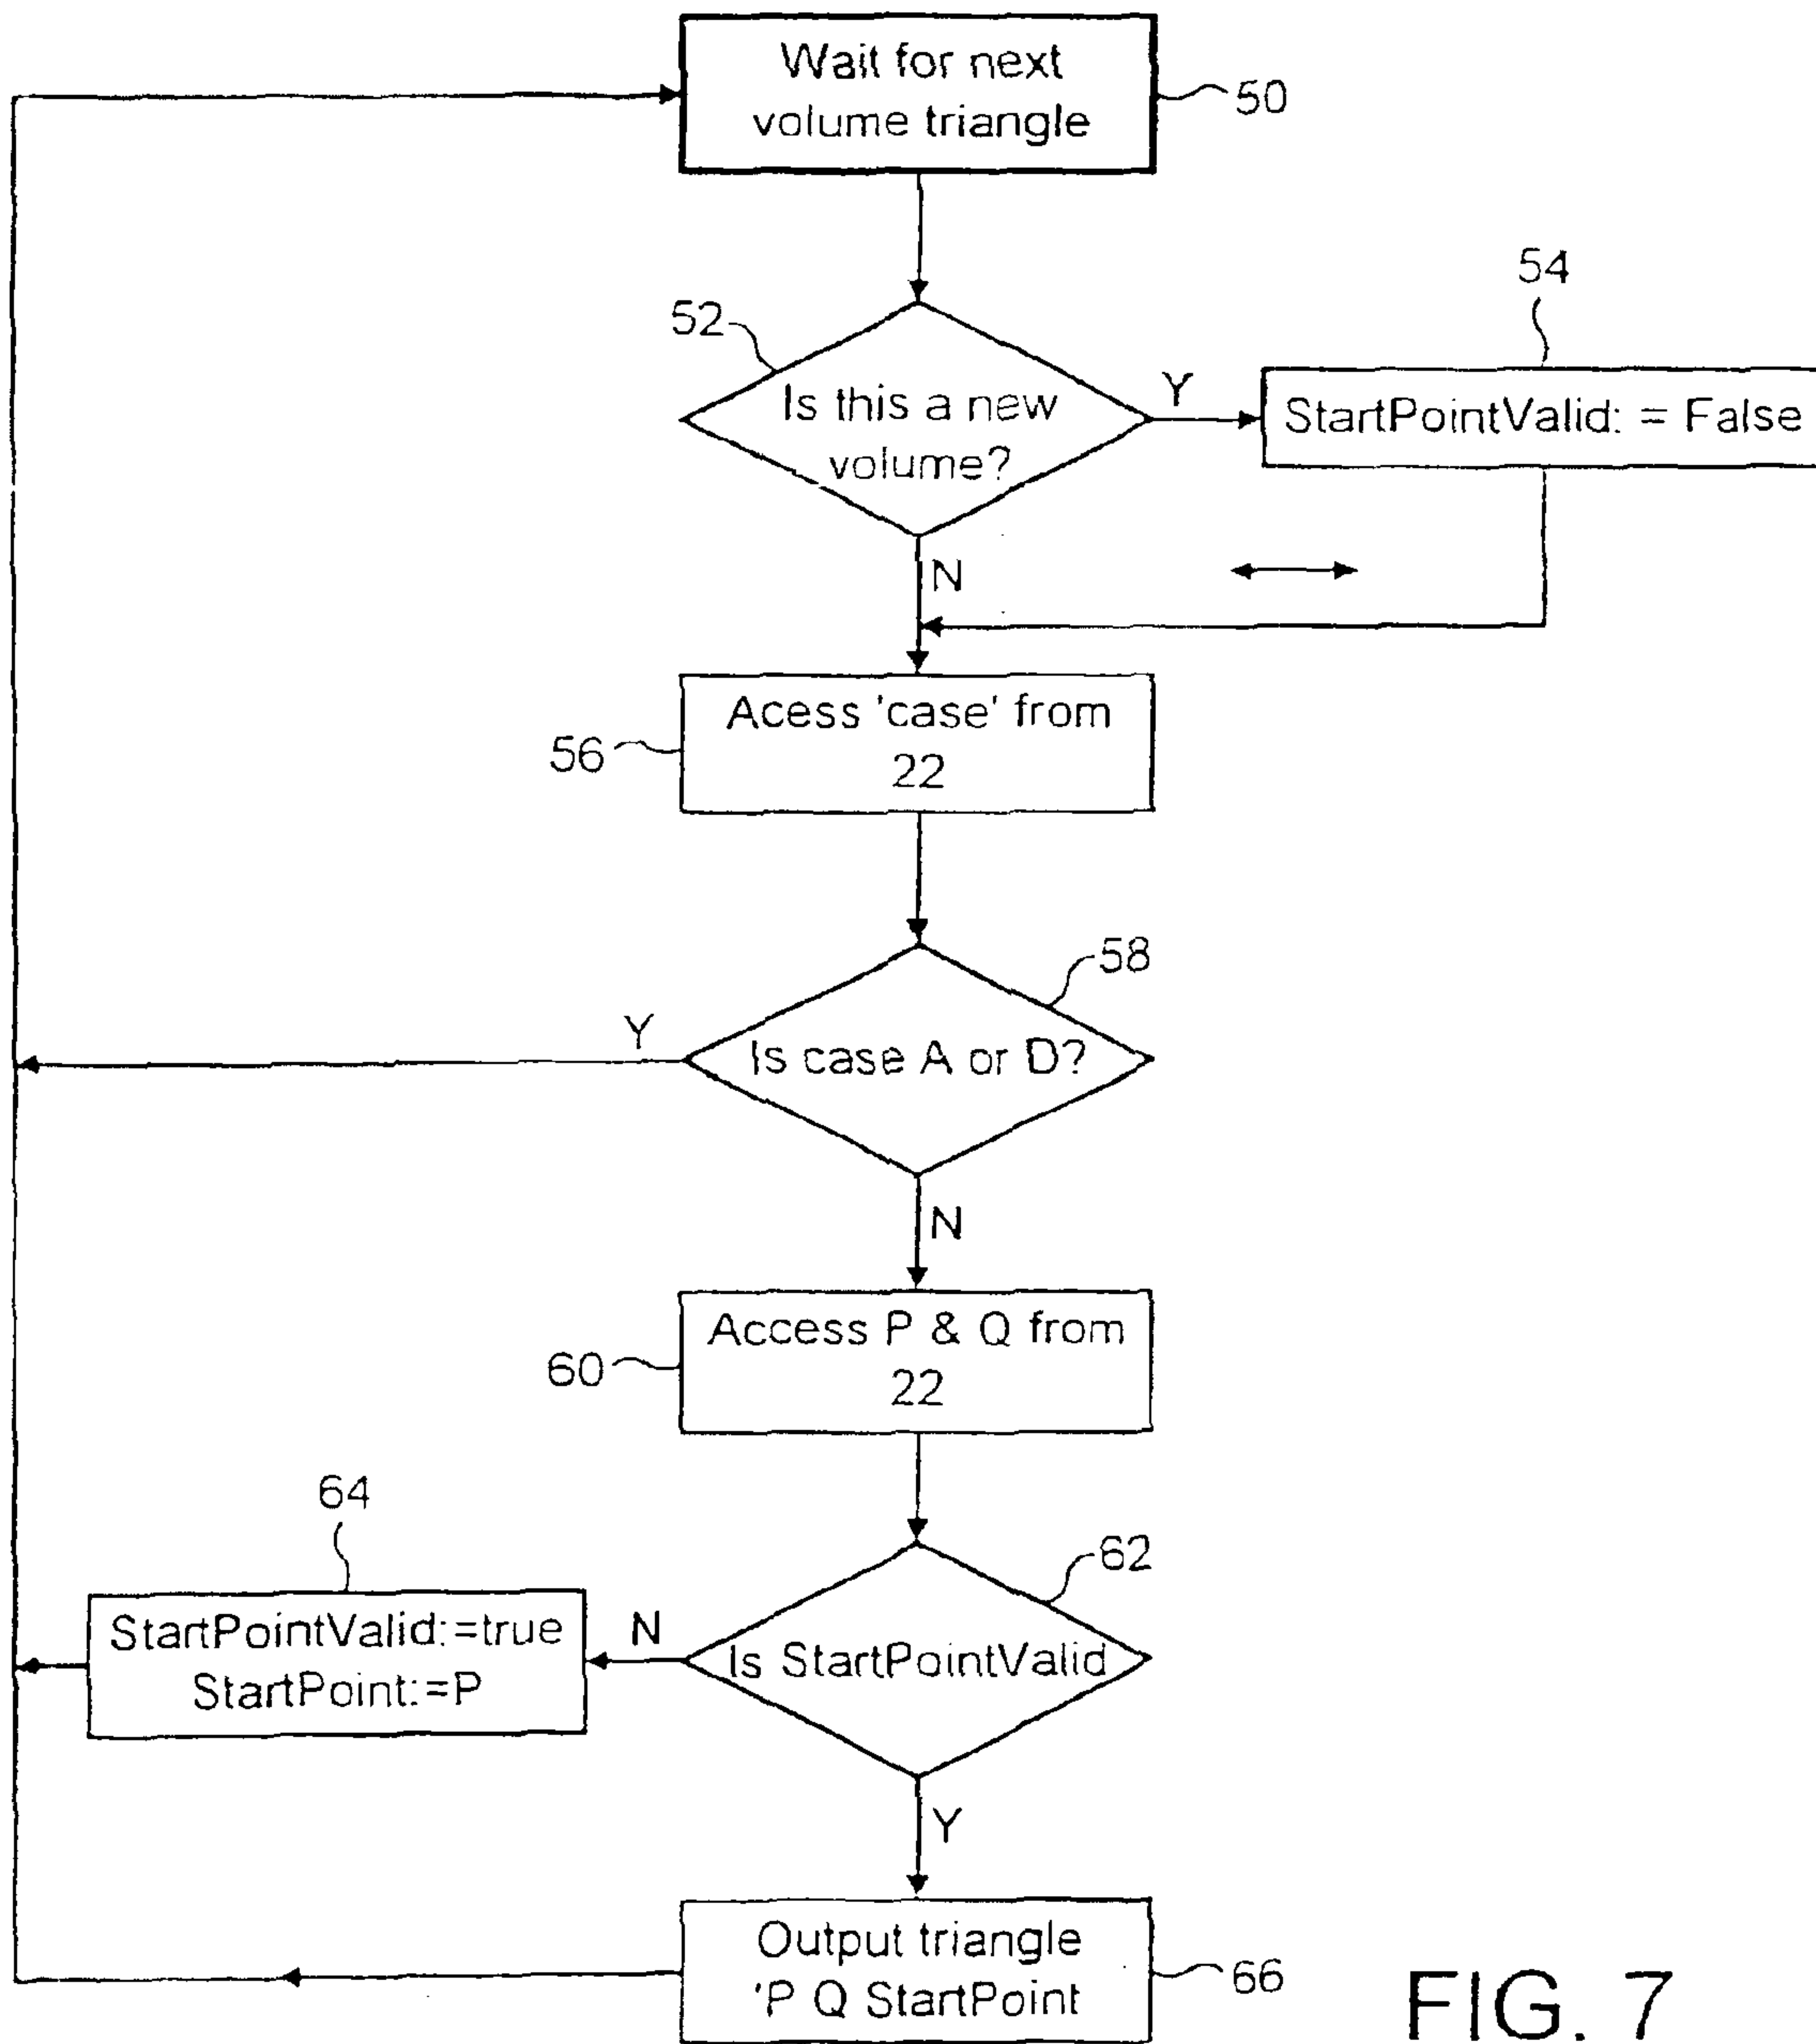 Wait for next
volume triangle
50
52
Is this a new
volume?
Y
54
StartPointValid: = False
N
Acess 'case' from
22
56
58
Is case A or D?
Y
N
Access P & Q from
22
60
62
Is StartPointValid
N
64
StartPointValid:=true
StartPoint:=P
Y
Output triangle
'P Q StartPoint
66
FIG. 7